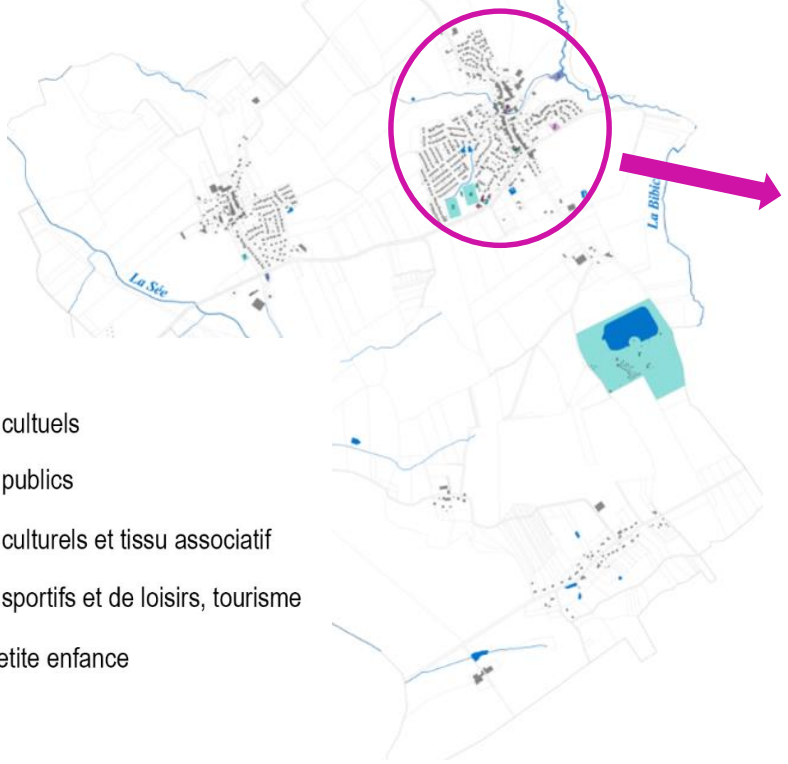 La Bibic
La Sée
cultuels
publics
culturels et tissu associatif
sportifs et de loisirs, tourisme
etite enfance